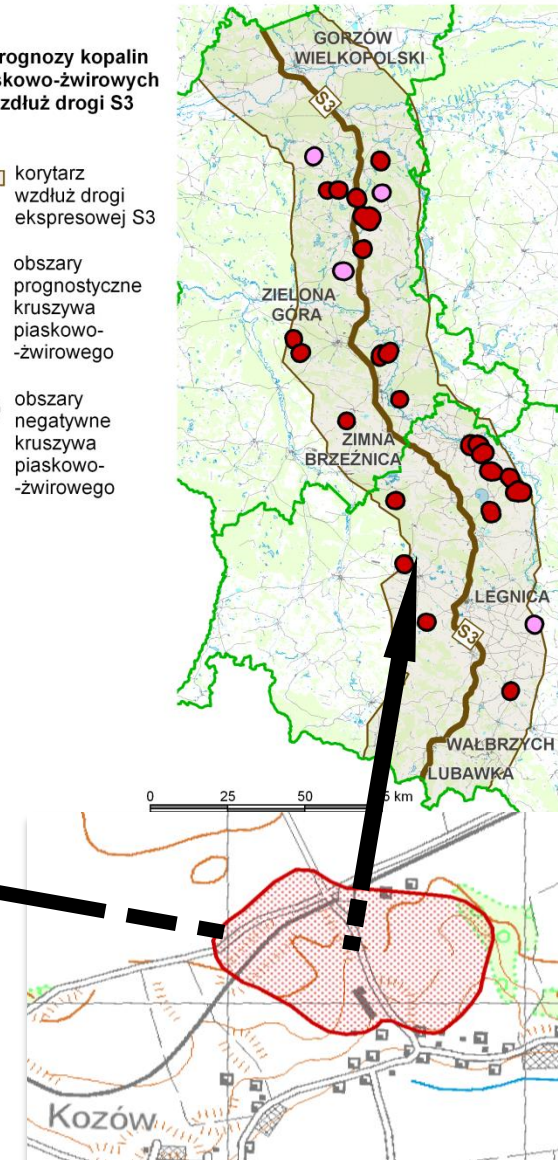 rognozy kopalin
skowo-żwirowych
zdłuż drogi S3
korytarz
wzdłuż drogi
ekspresowej S3
obszary
prognostyczne
kruszywa
piaskowo-
-żwirowego
obszary
negatywne
kruszywa
piaskowo-
-żwirowego
GORZÓW
WIELKOPOLSKI
S3
ZIELONA
GÓRA
ZIMNA
BRZEŹNICA
LEGNICA
S3
WAŁBRZYCH
LUBAWKA
0 25 50 5 km
Kozów